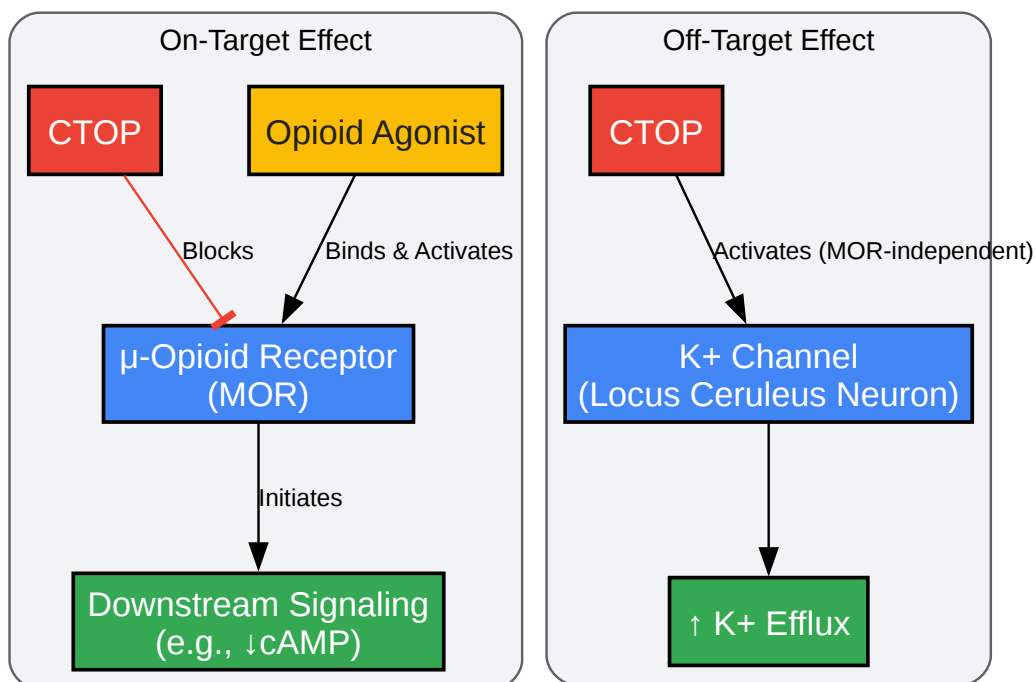 On-Target Effect
CTOP
Opioid Agonist
Blocks
Binds & Activates
μ-Opioid Receptor
(MOR)
Initiates
Downstream Signaling
(e.g., ↓cAMP)
Off-Target Effect
CTOP
Activates (MOR-independent)
K+ Channel
(Locus Ceruleus Neuron)
↑ K+ Efflux